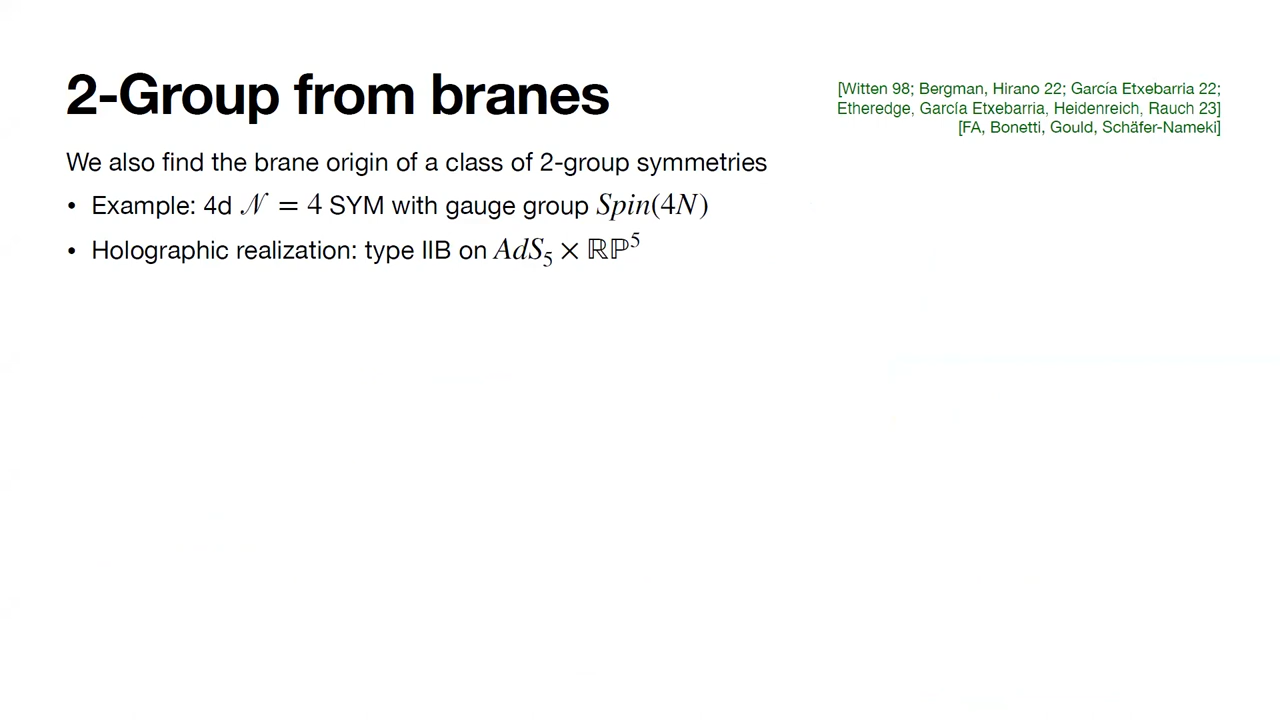 2-Group from branes
[Witten 98; Bergman, Hirano 22; García Etxebarria 22;
Etheredge, García Etxebarria, Heidenreich, Rauch 23]
[FA, Bonetti, Gould, Schäfer-Nameki]
We also find the brane origin of a class of 2-group symmetries
• Example: 4d 𝒩 = 4 SYM with gauge group Spin(4N)
• Holographic realization: type IIB on AdS₅ × ℝℙ⁵